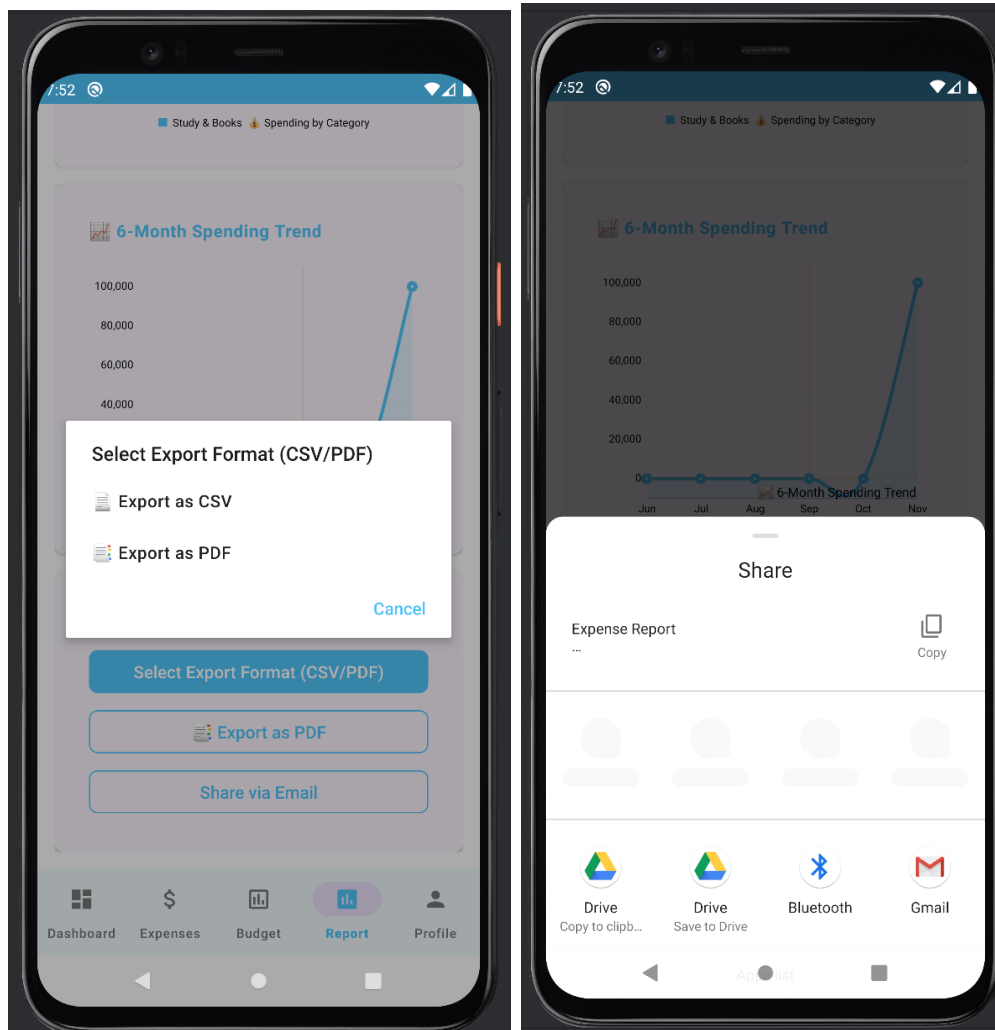 7:52
Study & Books Spending by Category
6-Month Spending Trend
100,000
80,000
60,000
40,000
Select Export Format (CSV/PDF)
Export as CSV
Export as PDF
Cancel
Select Export Format (CSV/PDF)
Export as PDF
Share via Email
Dashboard Expenses Budget Report Profile
7:52
Study & Books Spending by Category
6-Month Spending Trend
100,000
80,000
60,000
40,000
20,000
0
6-Month Spending Trend
Jun Jul Aug Sep Oct Nov
Share
Expense Report
...
Copy
Drive Drive Bluetooth Gmail
Copy to clipb... Save to Drive